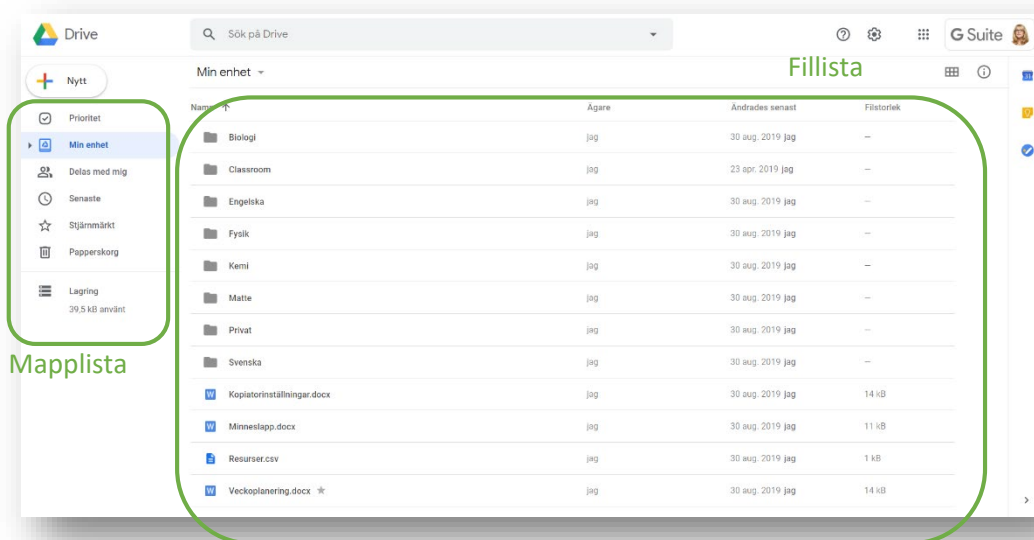 Drive
Sök på Drive
G Suite
Nytt
Min enhet
Fillista
Prioritet
Min enhet
Delas med mig
Senaste
Stjärnmärkt
Papperskorg
Lagring
39,5 kB använt
Mapplista
Ägare Ändrades senast Filstorlek
Biologi jag 30 aug. 2019 jag —
Classroom jag 23 apr. 2019 jag —
Engelska jag 30 aug. 2019 jag —
Fysik jag 30 aug. 2019 jag —
Kemi jag 30 aug. 2019 jag —
Matte jag 30 aug. 2019 jag —
Privat jag 30 aug. 2019 jag —
Svenska jag 30 aug. 2019 jag —
Kopiatorinställningar.docx jag 30 aug. 2019 jag 14 kB
Minneslapp.docx jag 30 aug. 2019 jag 11 kB
Resurser.csv jag 30 aug. 2019 jag 1 kB
Veckoplanering.docx jag 30 aug. 2019 jag 14 kB